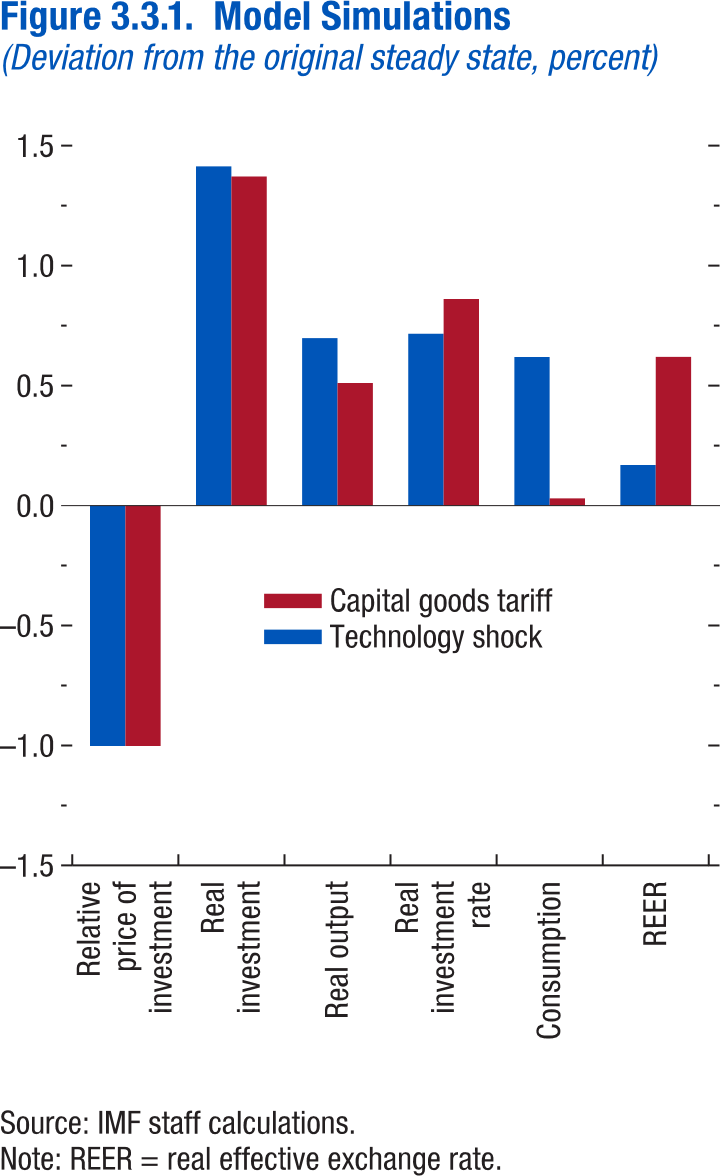 Figure 3.3.1.  Model Simulations
(Deviation from the original steady state, percent)
1.5
1.0
0.5
0.0
–0.5
–1.0
–1.5
Capital goods tariff
Technology shock
Relative
price of
investment
Real
investment
Real output
Real
investment
rate
Consumption
REER
Source: IMF staff calculations.
Note: REER = real effective exchange rate.